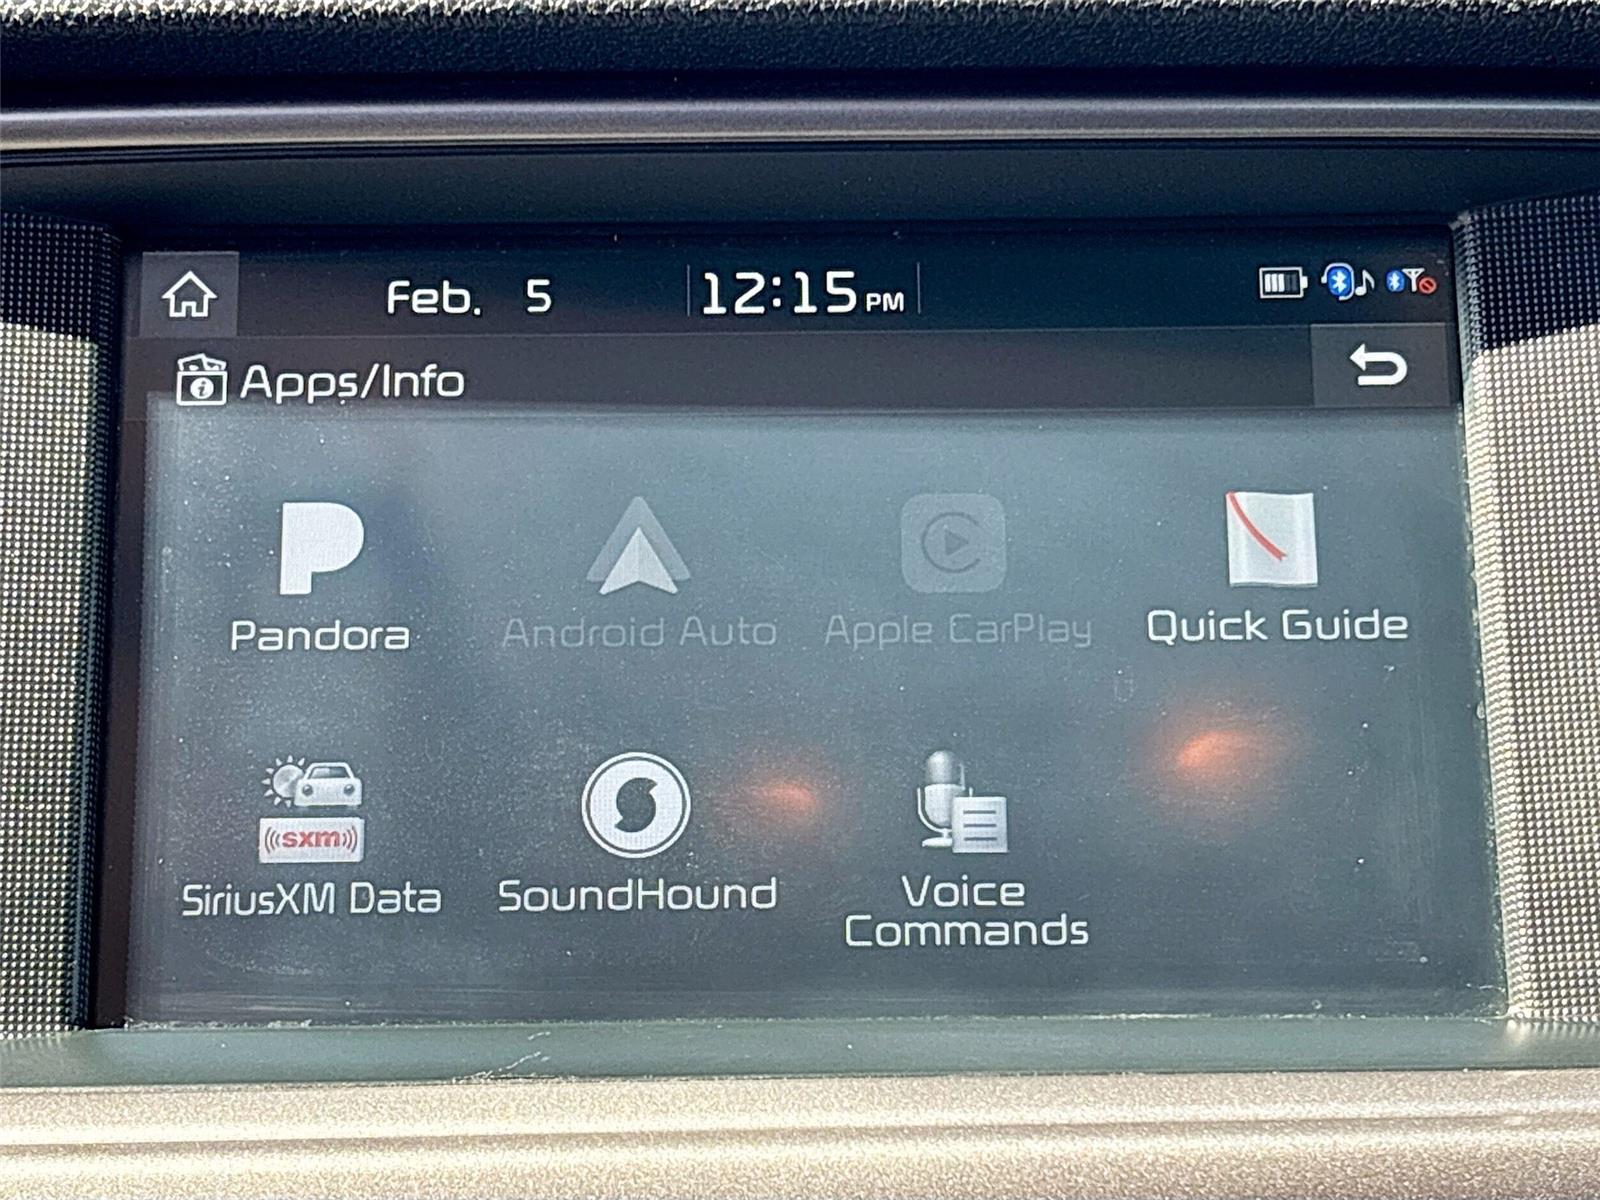 Feb. 5 12:15 PM
Apps/Info
Pandora Android Auto Apple CarPlay Quick Guide
sxm
SiriusXM Data SoundHound Voice
Commands